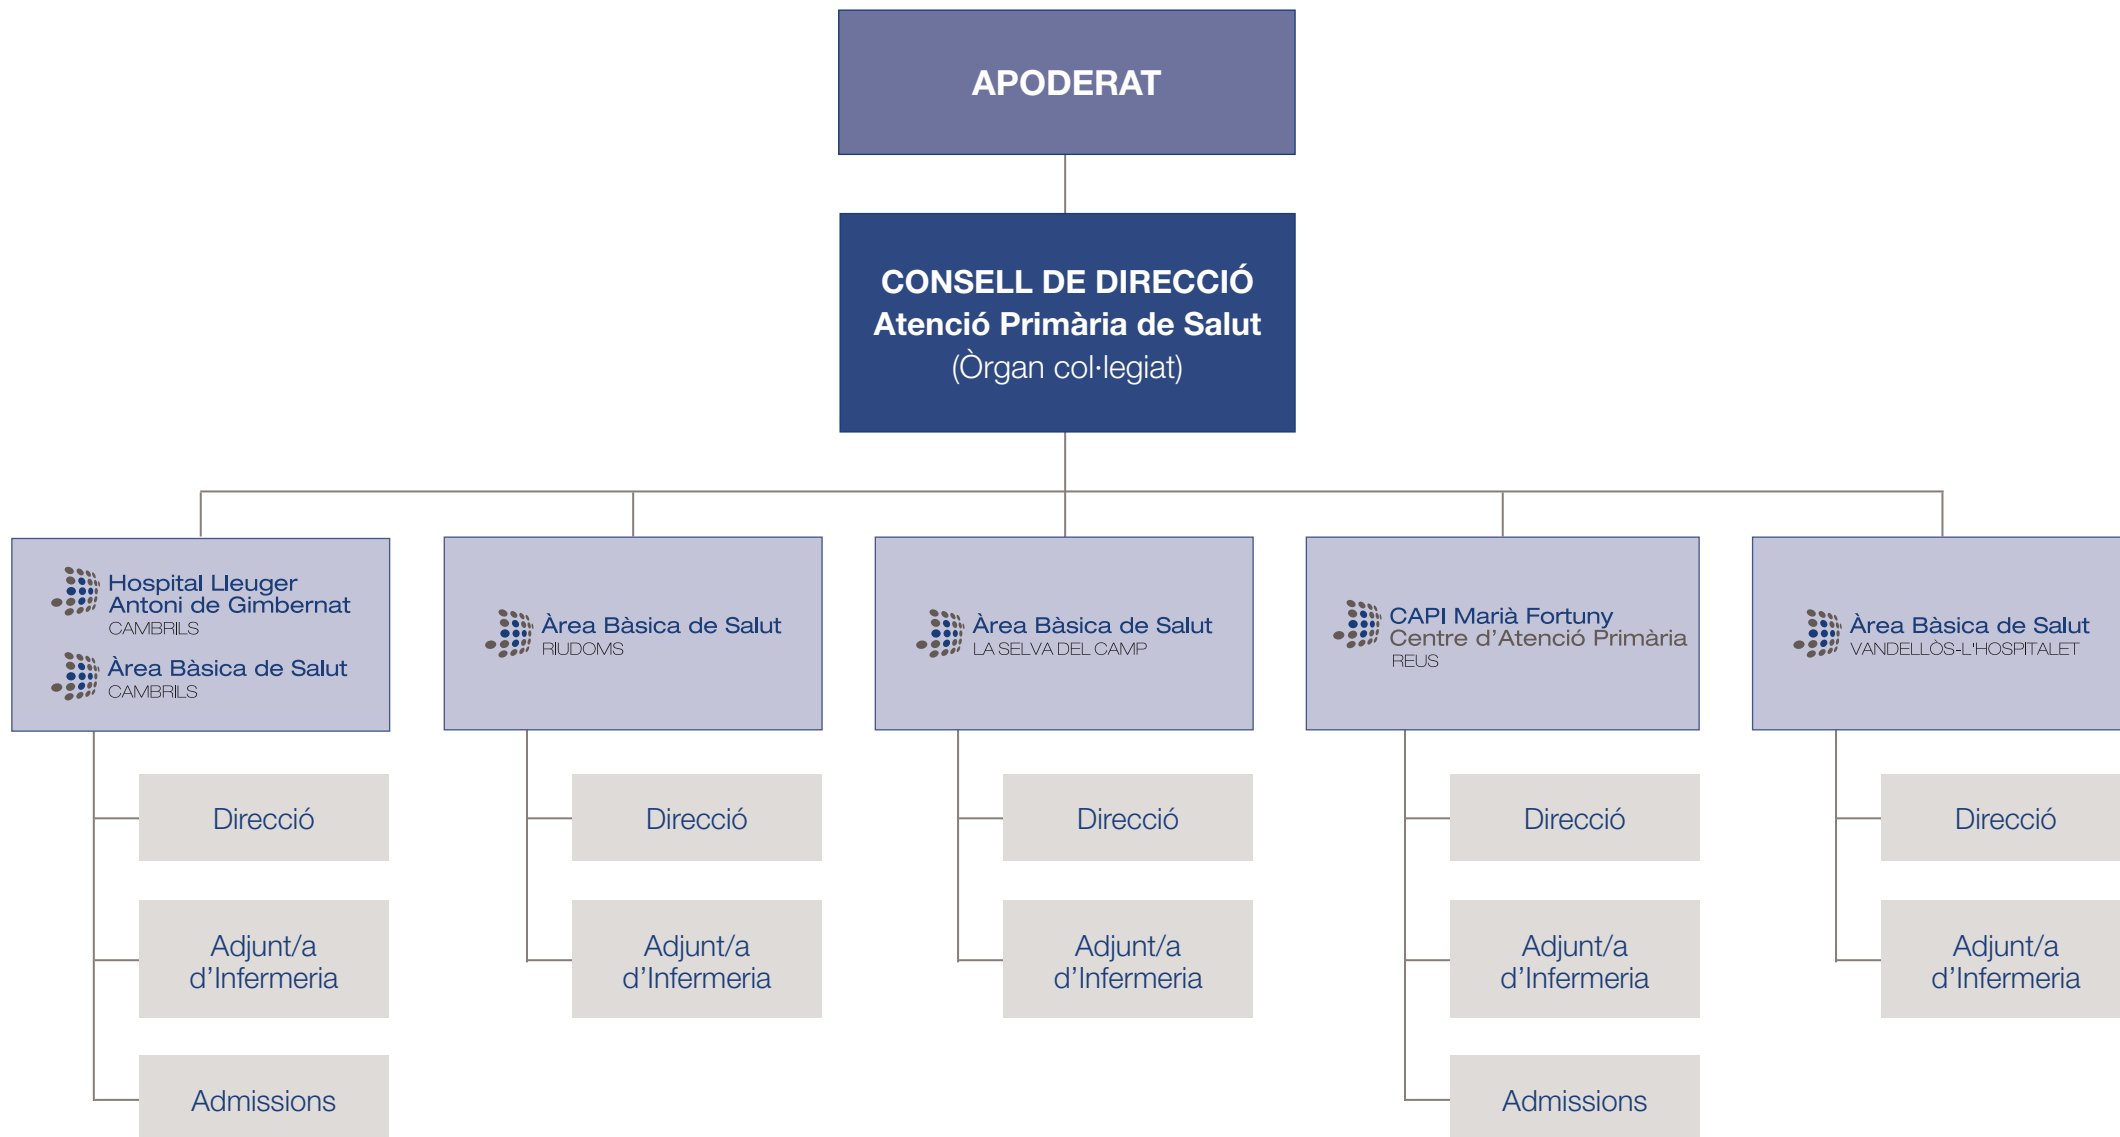 APODERAT
CONSELL DE DIRECCIÓ
Atenció Primària de Salut
(Òrgan col·legiat)
Hospital Lleuger
Antoni de Gimbernat
CAMBRILS
Àrea Bàsica de Salut
CAMBRILS
Àrea Bàsica de Salut
RIUDOMS
Àrea Bàsica de Salut
LA SELVA DEL CAMP
CAPI Marià Fortuny
Centre d’Atenció Primària
REUS
Àrea Bàsica de Salut
VANDELLÒS-L'HOSPITALET
Direcció
Direcció
Direcció
Direcció
Direcció
Adjunt/a
d’Infermeria
Adjunt/a
d’Infermeria
Adjunt/a
d’Infermeria
Adjunt/a
d’Infermeria
Adjunt/a
d’Infermeria
Admissions
Admissions